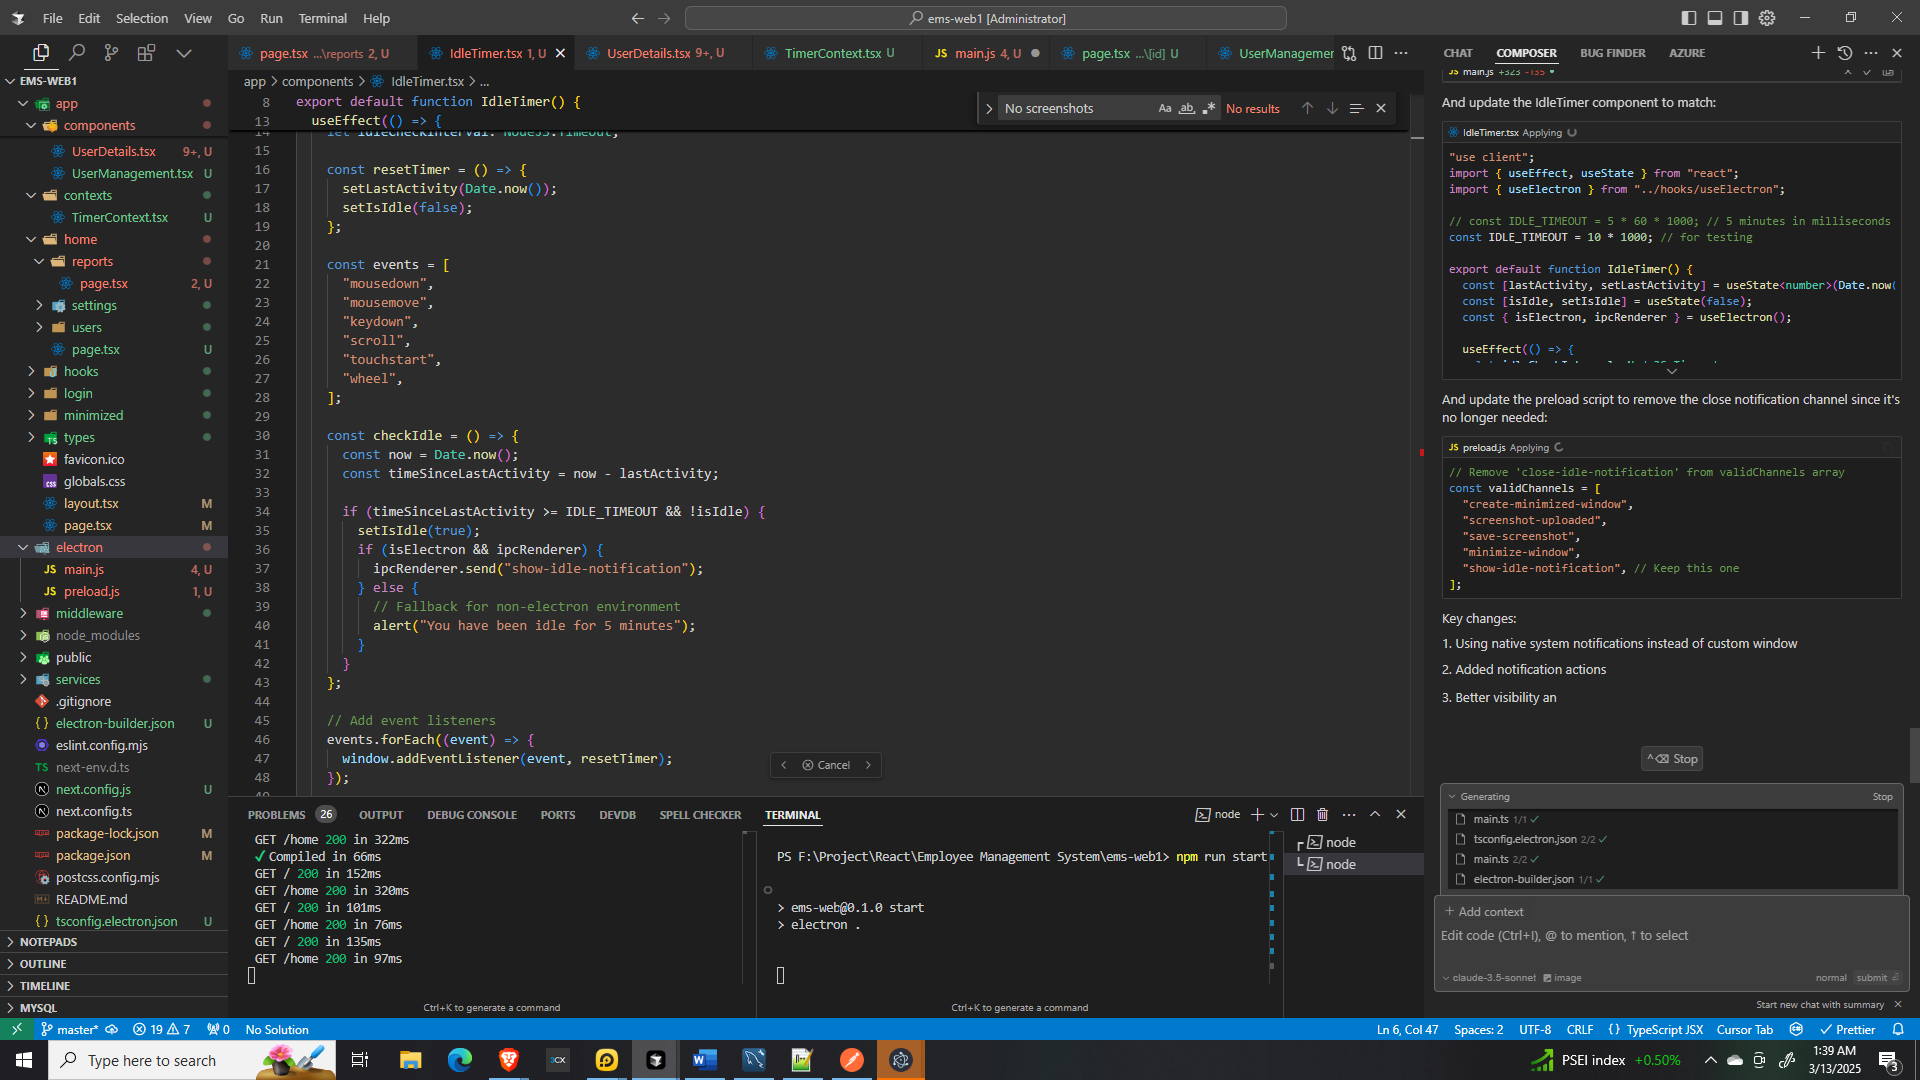 File Edit Selection View Go Run Terminal Help
ems-web1 [Administrator]
page.tsx ...\reports 2, U
IdleTimer.tsx 1, U
UserDetails.tsx 9+, U
TimerContext.tsx U
main.js 4, U
page.tsx ...\[id] U
UserManagemer
EMS-WEB1
app
components
UserDetails.tsx 9+, U
UserManagement.tsx U
contexts
TimerContext.tsx U
home
reports
page.tsx 2, U
settings
users
page.tsx U
hooks
login
minimized
types
favicon.ico
globals.css
layout.tsx M
page.tsx M
electron
main.js 4, U
preload.js 1, U
middleware
node_modules
public
services
.gitignore
electron-builder.json U
eslint.config.mjs
next-env.d.ts
next.config.js U
next.config.ts
package-lock.json M
package.json M
postcss.config.mjs
README.md
tsconfig.electron.json U
NOTEPADS
OUTLINE
TIMELINE
MYSQL
app > components > IdleTimer.tsx > ...
No screenshots Aa ab No results
8 export default function IdleTimer() {
13 useEffect(() => {
14 let idleCheckInterval: NodeJS.Timeout;
15
16 const resetTimer = () => {
17 setLastActivity(Date.now());
18 setIsIdle(false);
19 };
20
21 const events = [
22 "mousedown",
23 "mousemove",
24 "keydown",
25 "scroll",
26 "touchstart",
27 "wheel",
28 ];
29
30 const checkIdle = () => {
31 const now = Date.now();
32 const timeSinceLastActivity = now - lastActivity;
33
34 if (timeSinceLastActivity >= IDLE_TIMEOUT && !isIdle) {
35 setIsIdle(true);
36 if (isElectron && ipcRenderer) {
37 ipcRenderer.send("show-idle-notification");
38 } else {
39 // Fallback for non-electron environment
40 alert("You have been idle for 5 minutes");
41 }
42 }
43 };
44
45 // Add event listeners
46 events.forEach((event) => {
47 window.addEventListener(event, resetTimer);
48 });
Cancel
PROBLEMS 26 OUTPUT DEBUG CONSOLE PORTS DEVDB SPELL CHECKER TERMINAL
node
GET /home 200 in 322ms
✓ Compiled in 66ms
GET / 200 in 152ms
GET /home 200 in 320ms
GET / 200 in 101ms
GET /home 200 in 76ms
GET / 200 in 135ms
GET /home 200 in 97ms
Ctrl+K to generate a command
PS F:\Project\React\Employee Management System\ems-web1> npm run start
> ems-web@0.1.0 start
> electron .
Ctrl+K to generate a command
node
node
CHAT COMPOSER BUG FINDER AZURE
main.js +323 -135
And update the IdleTimer component to match:
IdleTimer.tsx Applying
"use client";
import { useEffect, useState } from "react";
import { useElectron } from "../hooks/useElectron";
// const IDLE_TIMEOUT = 5 * 60 * 1000; // 5 minutes in milliseconds
const IDLE_TIMEOUT = 10 * 1000; // for testing
export default function IdleTimer() {
const [lastActivity, setLastActivity] = useState<number>(Date.now(
const [isIdle, setIsIdle] = useState(false);
const { isElectron, ipcRenderer } = useElectron();
useEffect(() => {
And update the preload script to remove the close notification channel since it's
no longer needed:
JS preload.js Applying
// Remove 'close-idle-notification' from validChannels array
const validChannels = [
"create-minimized-window",
"screenshot-uploaded",
"save-screenshot",
"minimize-window",
"show-idle-notification", // Keep this one
];
Key changes:
1. Using native system notifications instead of custom window
2. Added notification actions
3. Better visibility an
Stop
Generating Stop
main.ts 1/1
tsconfig.electron.json 2/2
main.ts 2/2
electron-builder.json 1/1
+ Add context
Edit code (Ctrl+I), @ to mention, ↑ to select
claude-3.5-sonnet image normal submit
Start new chat with summary
master* 19 7 0 No Solution
Ln 6, Col 47 Spaces: 2 UTF-8 CRLF {} TypeScript JSX Cursor Tab Prettier
Type here to search
PSEI index +0.50%
1:39 AM
3/13/2025
3